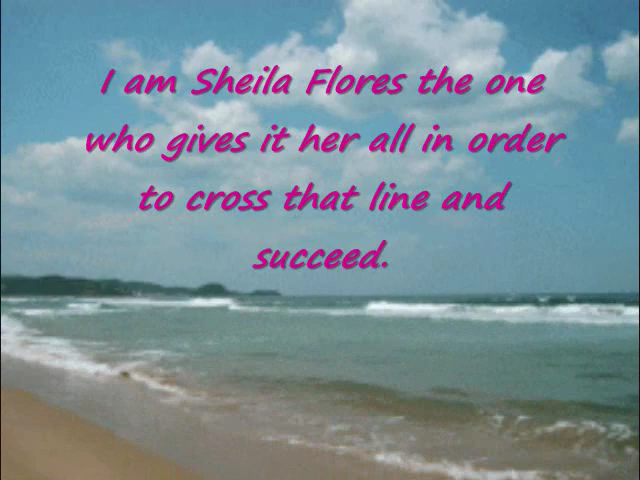 I am Sheila Flores the one
who gives it her all in order
to cross that line and
succeed.